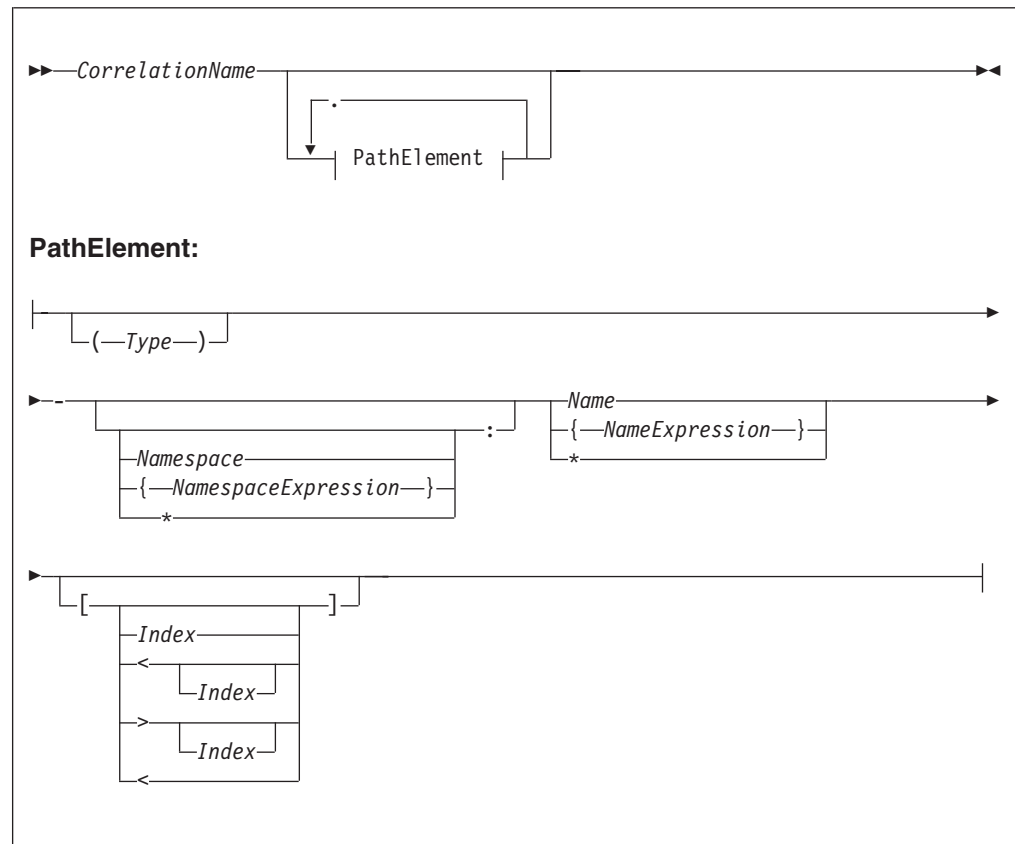 CorrelationName
.
PathElement
PathElement:
( Type )
- : Name
{ NameExpression }
Namespace *
{ NamespaceExpression }
*
[ ]
Index
<
Index
>
Index
<